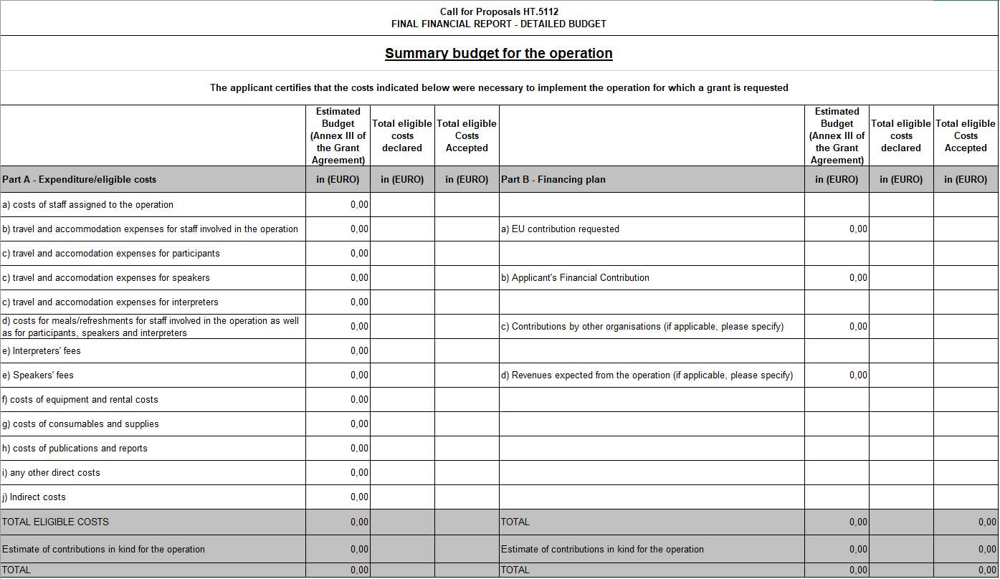 Call for Proposals HT.5112
FINAL FINANCIAL REPORT - DETAILED BUDGET
Summary budget for the operation
The applicant certifies that the costs indicated below were necessary to implement the operation for which a grant is requested
Estimated Budget (Annex III of the Grant Agreement) Total eligible costs declared Total eligible Costs Accepted Estimated Budget (Annex III of the Grant Agreement) Total eligible costs declared Total eligible Costs Accepted
Part A - Expenditure/eligible costs in (EURO) in (EURO) in (EURO) Part B - Financing plan in (EURO) in (EURO) in (EURO)
a) costs of staff assigned to the operation 0,00
b) travel and accommodation expenses for staff involved in the operation 0,00 a) EU contribution requested 0,00
c) travel and accomodation expenses for participants 0,00
c) travel and accomodation expenses for speakers 0,00 b) Applicant's Financial Contribution 0,00
c) travel and accomodation expenses for interpreters 0,00
d) costs for meals/refreshments for staff involved in the operation as well as for participants, speakers and interpreters 0,00 c) Contributions by other organisations (if applicable, please specify) 0,00
e) Interpreters' fees 0,00
e) Speakers' fees 0,00 d) Revenues expected from the operation (if applicable, please specify) 0,00
f) costs of equipment and rental costs 0,00
g) costs of consumables and supplies 0,00
h) costs of publications and reports 0,00
i) any other direct costs 0,00
j) Indirect costs 0,00
TOTAL ELIGIBLE COSTS 0,00 TOTAL 0,00 0,00
Estimate of contributions in kind for the operation 0,00 Estimate of contributions in kind for the operation 0,00 0,00
TOTAL 0,00 TOTAL 0,00 0,00